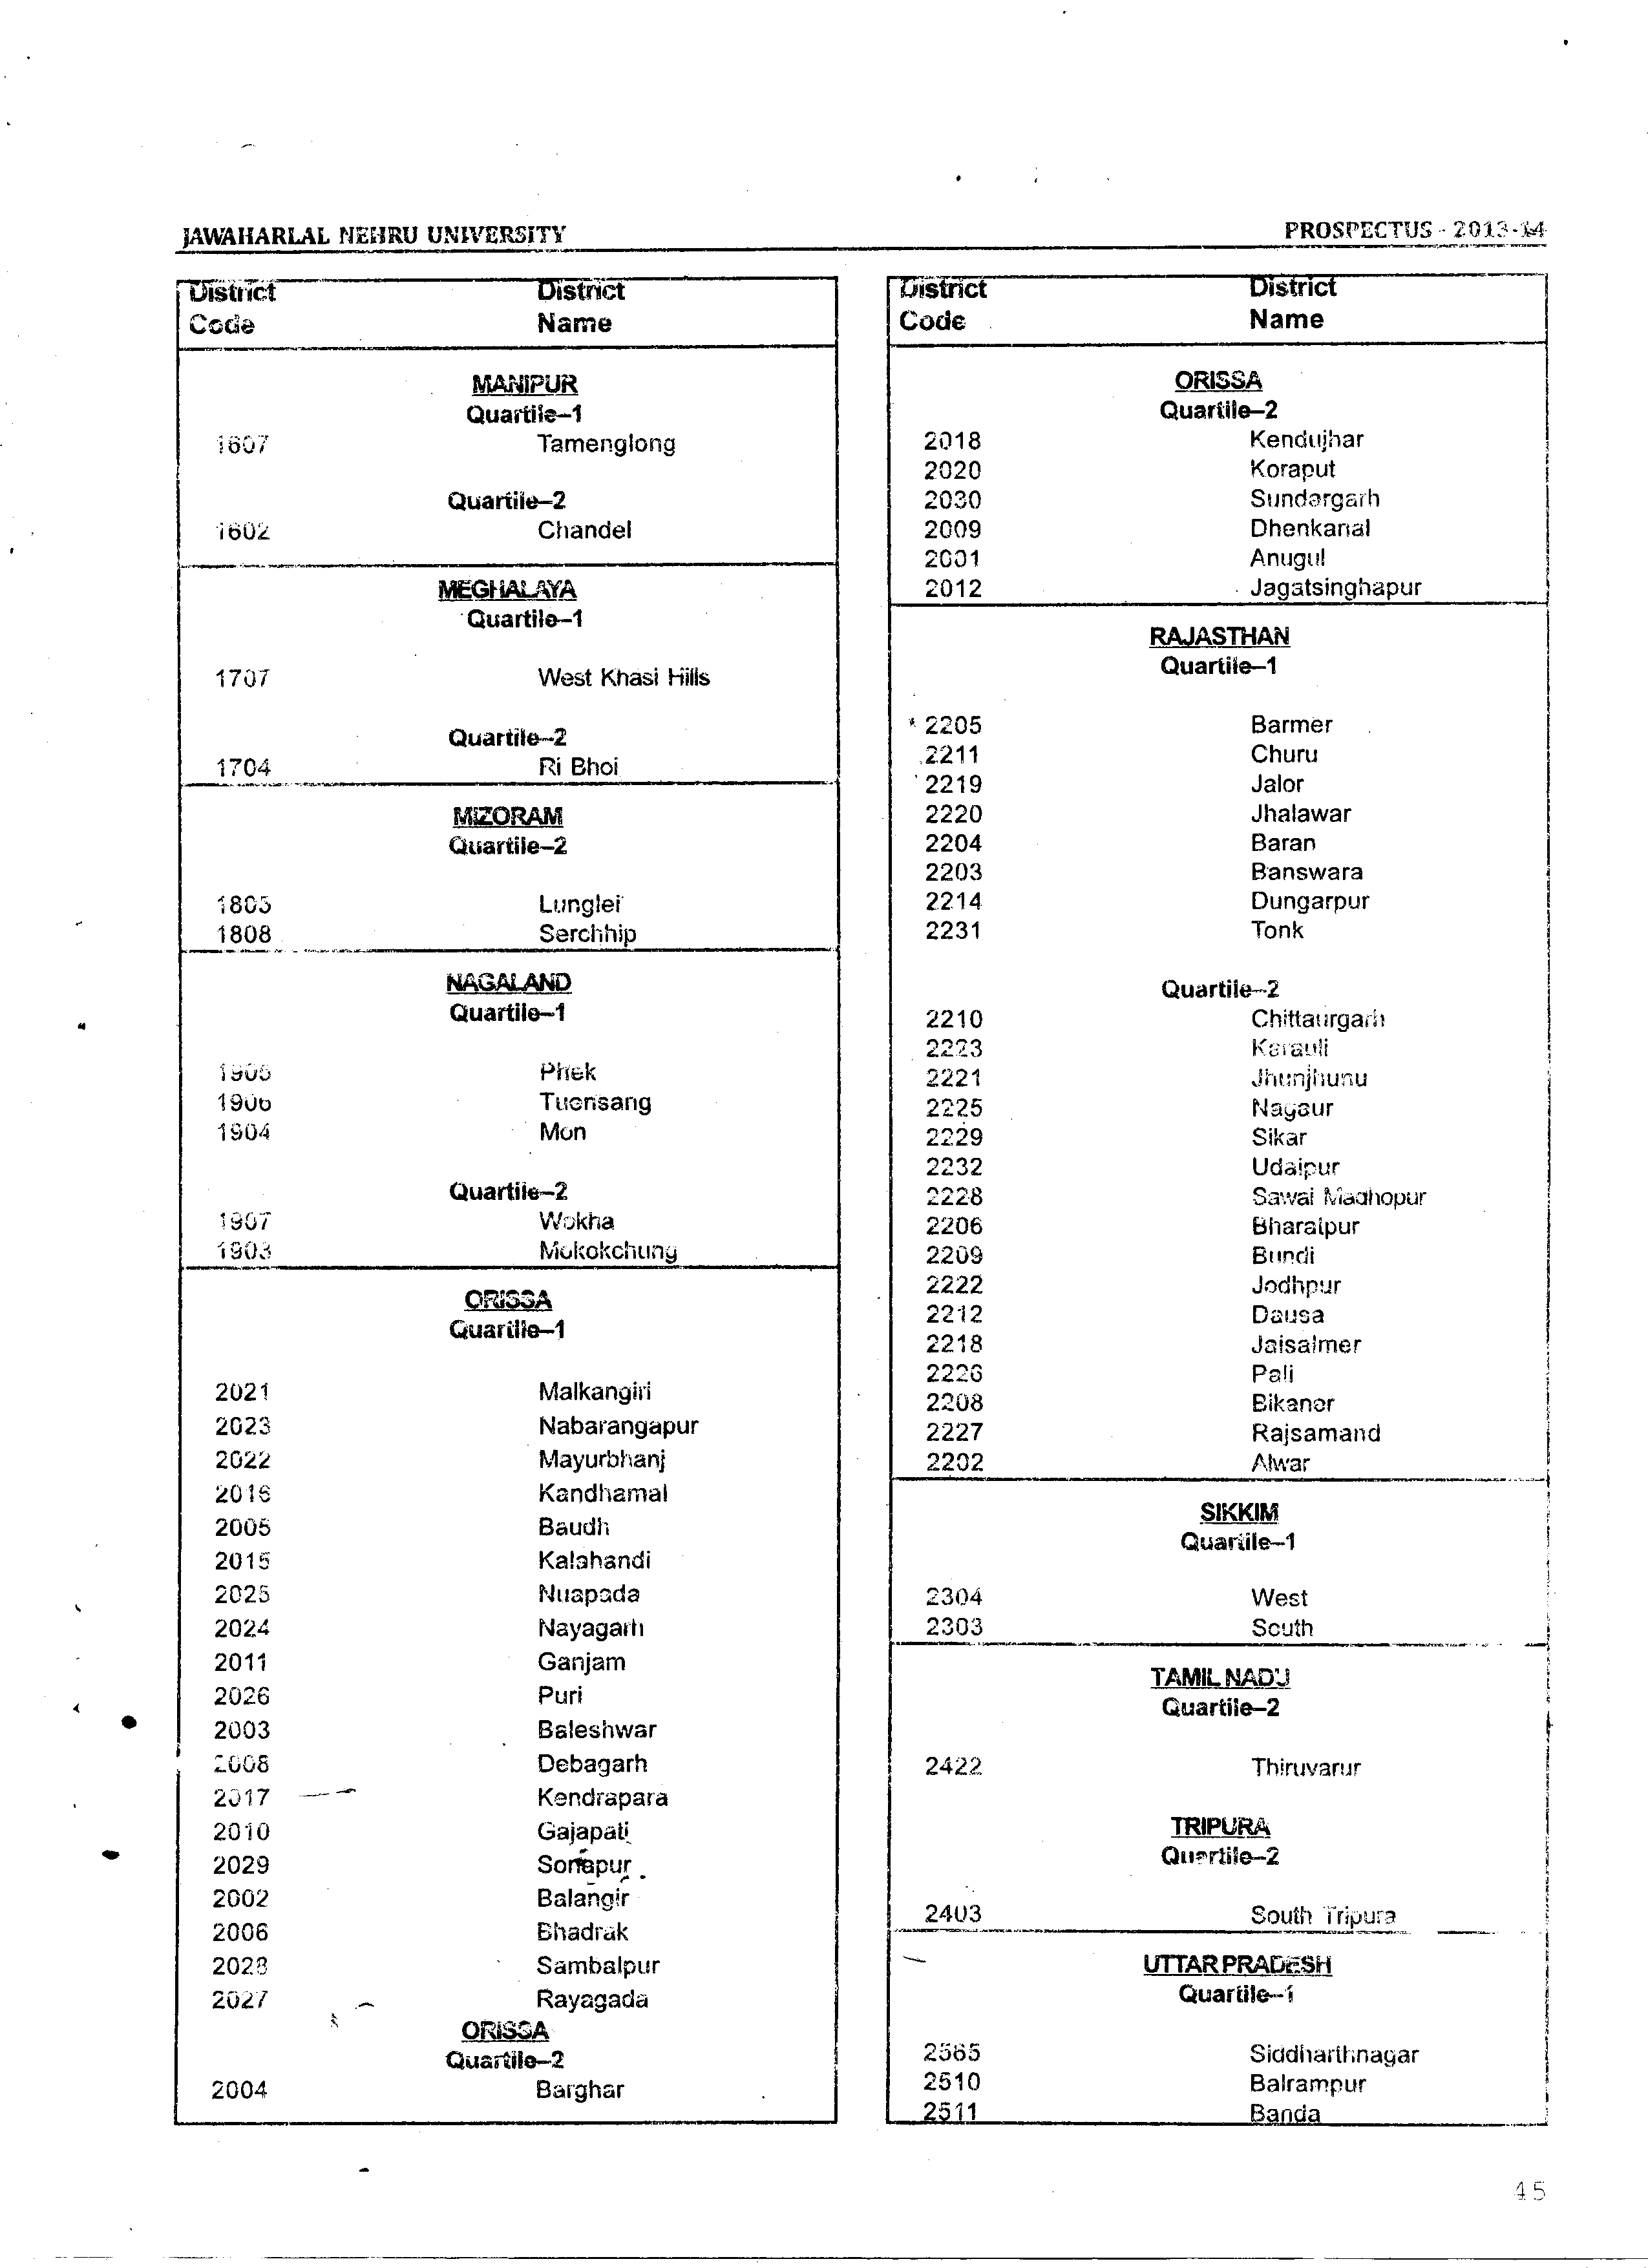 JAWAHARLAL NEHRU UNIVERSITY
PROSPECTUS - 2013-14
District District
Code Name
MANIPUR
Quartile–1
1607 Tamenglong
Quartile–2
1602 Chandel
MEGHALAYA
Quartile–1
1707 West Khasi Hills
Quartile–2
1704 Ri Bhoi
MIZORAM
Quartile–2
1805 Lunglei
1808 Serchhip
NAGALAND
Quartile–1
Phek
1906 Tuensang
1904 Mon
Quartile–2
1907 Wokha
1903 Mokokchung
ORISSA
Quartile–1
2021 Malkangiri
2023 Nabarangapur
2022 Mayurbhanj
2016 Kandhamal
2005 Baudh
2015 Kalahandi
2025 Nuapada
2024 Nayagarh
2011 Ganjam
2026 Puri
2003 Baleshwar
2008 Debagarh
2017 Kendrapara
2010 Gajapati
2029 Sonapur
2002 Balangir
2006 Bhadrak
2028 Sambalpur
2027 Rayagada
ORISSA
Quartile–2
2004 Barghar
District District
Code Name
ORISSA
Quartile–2
2018 Kendujhar
2020 Koraput
2030 Sundergarh
2009 Dhenkanal
2001 Anugul
2012 Jagatsinghapur
RAJASTHAN
Quartile–1
2205 Barmer
2211 Churu
2219 Jalor
2220 Jhalawar
2204 Baran
2203 Banswara
2214 Dungarpur
2231 Tonk
Quartile–2
2210 Chittaurgarh
2223 Karauli
2221 Jhunjhunu
2225 Nagaur
2229 Sikar
2232 Udaipur
2228 Sawai Madhopur
2206 Bharatpur
2209 Bundi
2222 Jodhpur
2212 Dausa
2218 Jaisalmer
2226 Pali
2208 Bikaner
2227 Rajsamand
2202 Alwar
SIKKIM
Quartile–1
2304 West
2303 South
TAMIL NADU
Quartile–2
2422 Thiruvarur
TRIPURA
Quartile–2
2403 South Tripura
UTTAR PRADESH
Quartile–1
2565 Siddharthnagar
2510 Balrampur
2511 Banda
45